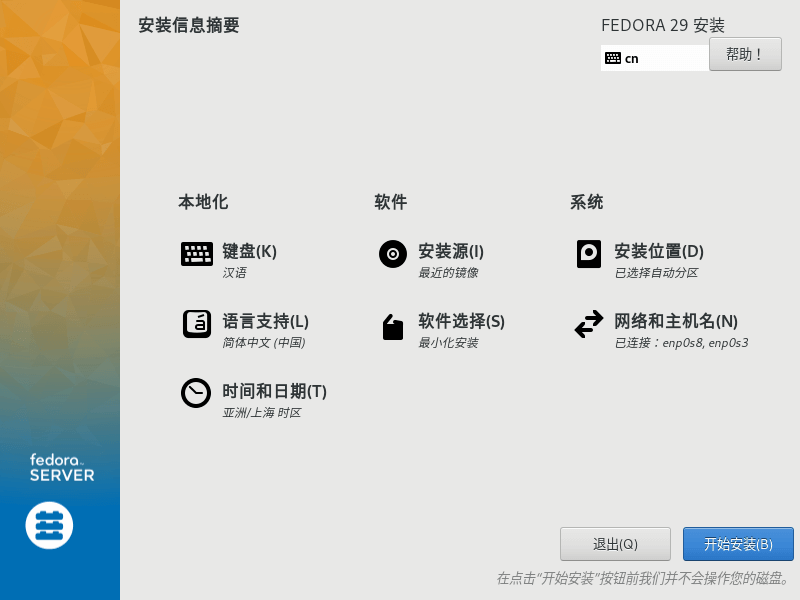 安装信息摘要
FEDORA 29 安装
cn
帮助！
本地化
软件
系统
键盘(K)
汉语
安装源(I)
最近的镜像
安装位置(D)
已选择自动分区
语言支持(L)
简体中文 (中国)
软件选择(S)
最小化安装
网络和主机名(N)
已连接：enp0s8, enp0s3
时间和日期(T)
亚洲/上海 时区
fedora
SERVER
退出(Q)
开始安装(B)
在点击“开始安装”按钮前我们并不会操作您的磁盘。